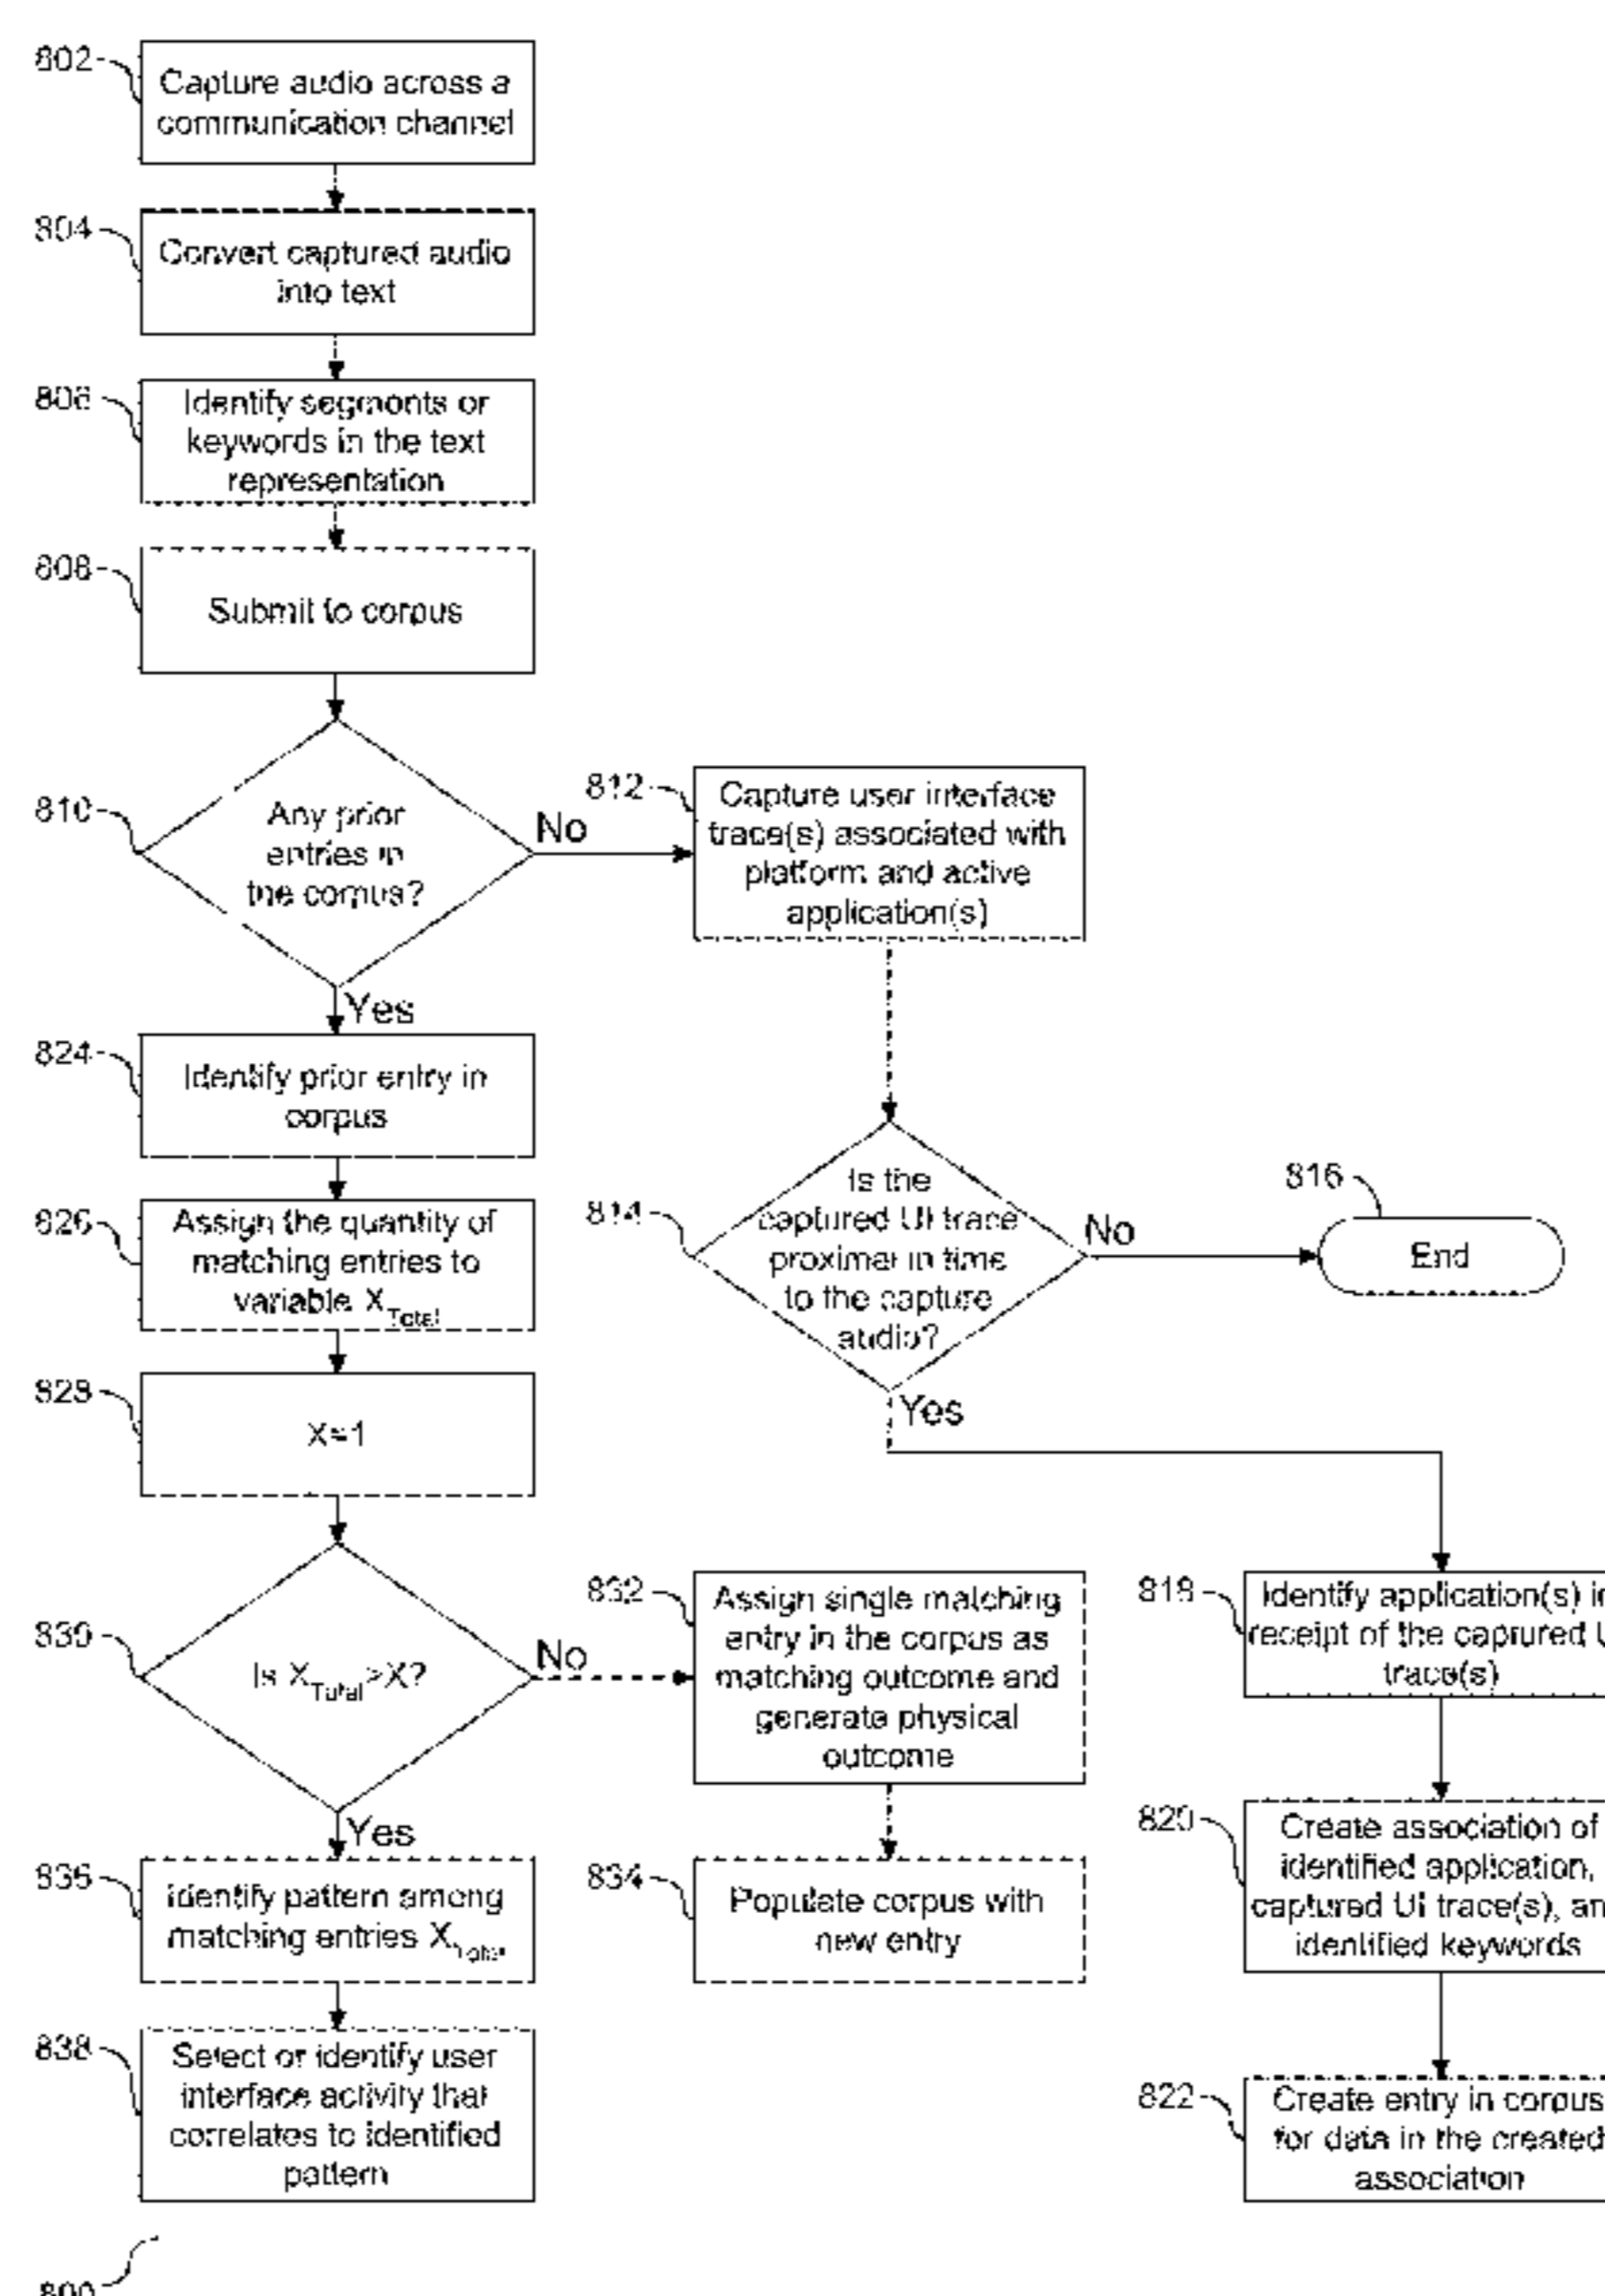 802
Capture audio across a
communication channel
804
Convert captured audio
into text
806
Identify segments or
keywords in the text
representation
808
Submit to corpus
810
Any prior
entries in
the corpus?
No
812
Capture user interface
trace(s) associated with
platform and active
application(s)
Yes
824
Identify prior entry in
corpus
826
Assign the quantity of
matching entries to
variable X Total
828
X=1
814
Is the
captured UI trace
proximal in time
to the capture
audio?
No
816
End
Yes
830
Is X Total >X?
No
832
Assign single matching
entry in the corpus as
matching outcome and
generate physical
outcome
834
Populate corpus with
new entry
Yes
836
Identify pattern among
matching entries X Total
838
Select or identify user
interface activity that
correlates to identified
pattern
818
Identify application(s) in
receipt of the captured U
trace(s)
820
Create association of
identified application,
captured UI trace(s), an
identified keywords
822
Create entry in corpus
for data in the created
association
800